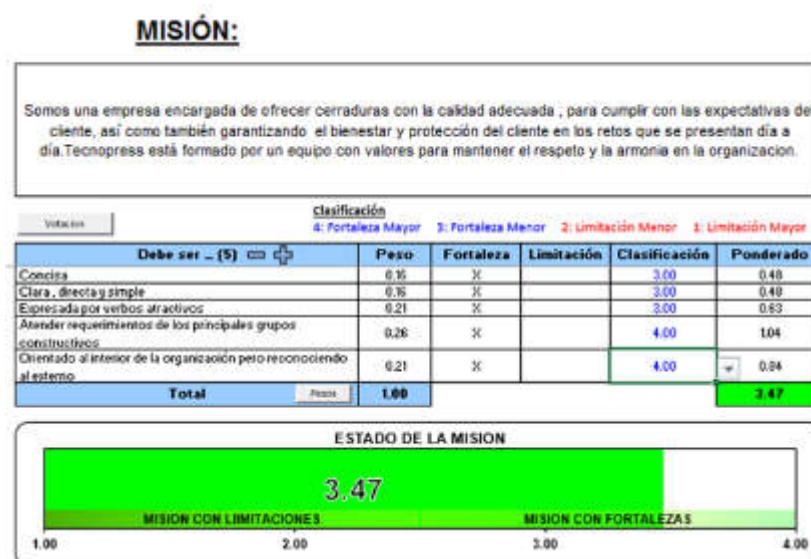 MISIÓN:
Somos una empresa encargada de ofrecer cerraduras con la calidad adecuada , para cumplir con las expectativas de
cliente, así como también garantizando el bienestar y protección del cliente en los retos que se presentan día a
día.Tecnopress está formado por un equipo con valores para mantener el respeto y la armonia en la organizacion.
Votacion
Clasificación
4: Fortaleza Mayor 3: Fortaleza Menor 2: Limitación Menor 1: Limitación Mayor
Debe ser _ (5) Peso Fortaleza Limitación Clasificación Ponderado
Concisa 0.16 X 3.00 0.48
Clara , directa y simple 0.16 X 3.00 0.48
Expresada por verbos atractivos 0.21 X 3.00 0.63
Atender requerimientos de los principales grupos
constructivos 0.26 X 4.00 1.04
Orientado al interior de la organización pero reconociendo
al externo 0.21 X 4.00 0.84
Total Pesos 1.00 3.47
ESTADO DE LA MISION
3.47
MISION CON LIMITACIONES MISION CON FORTALEZAS
1.00 2.00 3.00 4.00